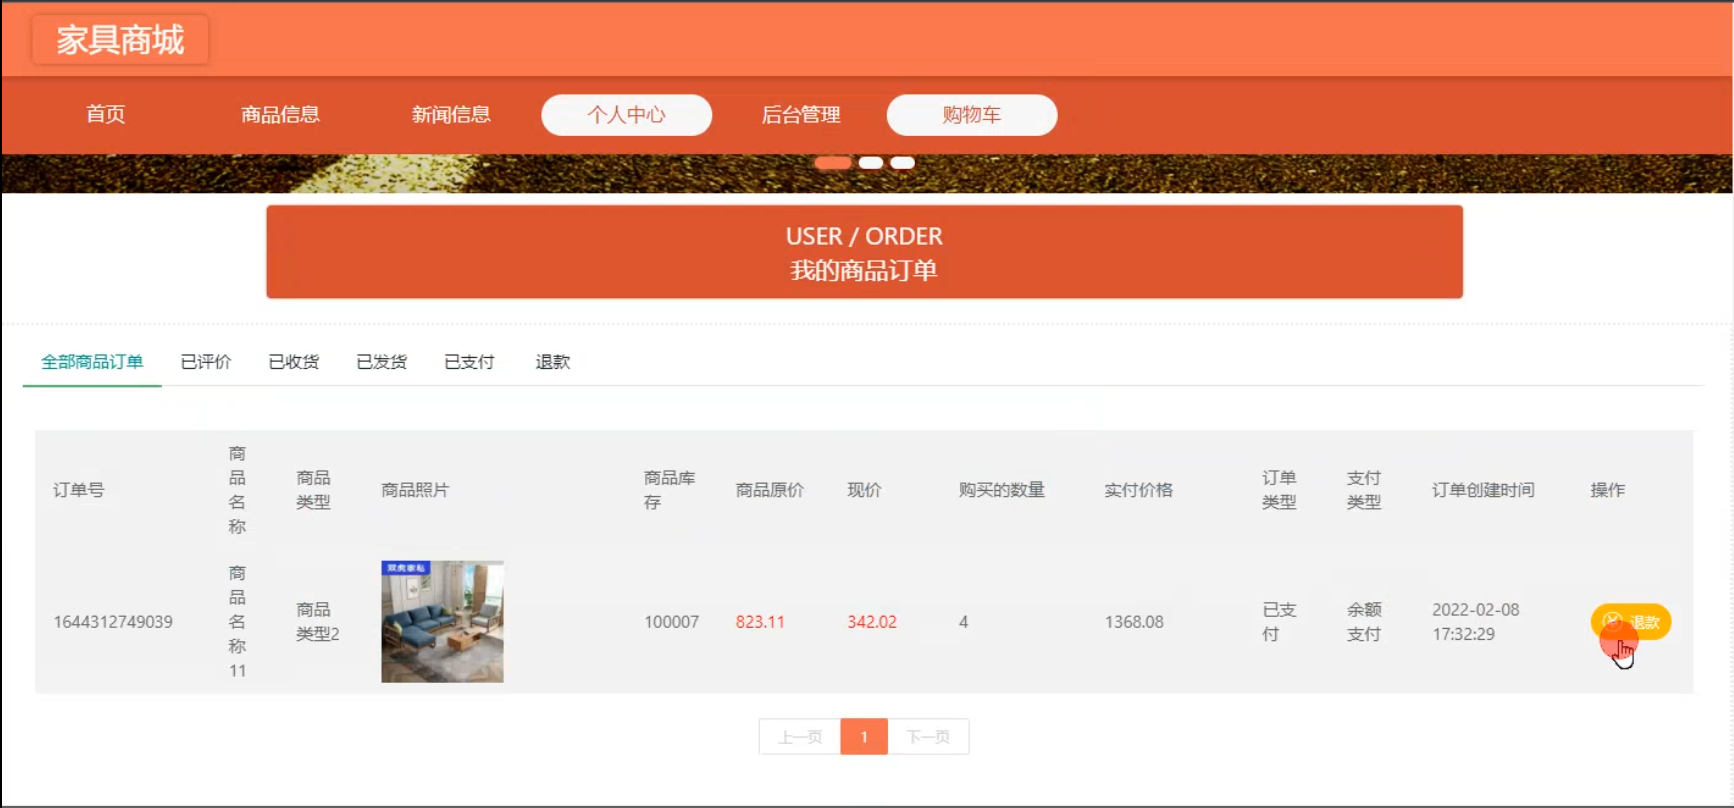 家具商城
首页 商品信息 新闻信息 个人中心 后台管理 购物车
USER / ORDER
我的商品订单
全部商品订单 已评价 已收货 已发货 已支付 退款
订单号 商品名称 商品类型 商品照片 商品库存 商品原价 现价 购买的数量 实付价格 订单类型 支付类型 订单创建时间 操作
双虎家私
1644312749039 商品名称11 商品类型2 100007 823.11 342.02 4 1368.08 已支付 余额支付 2022-02-08 17:32:29 退款
上一页 1 下一页